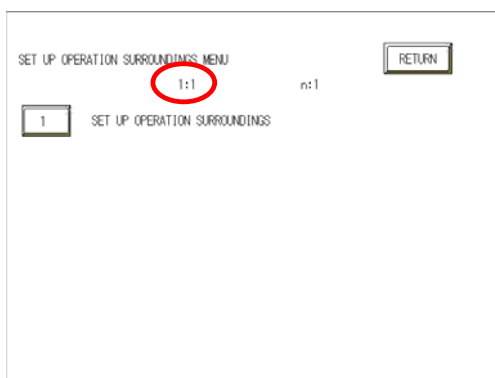 SET UP OPERATION SURROUNDINGS MENU
RETURN
1:1 n:1
1 SET UP OPERATION SURROUNDINGS